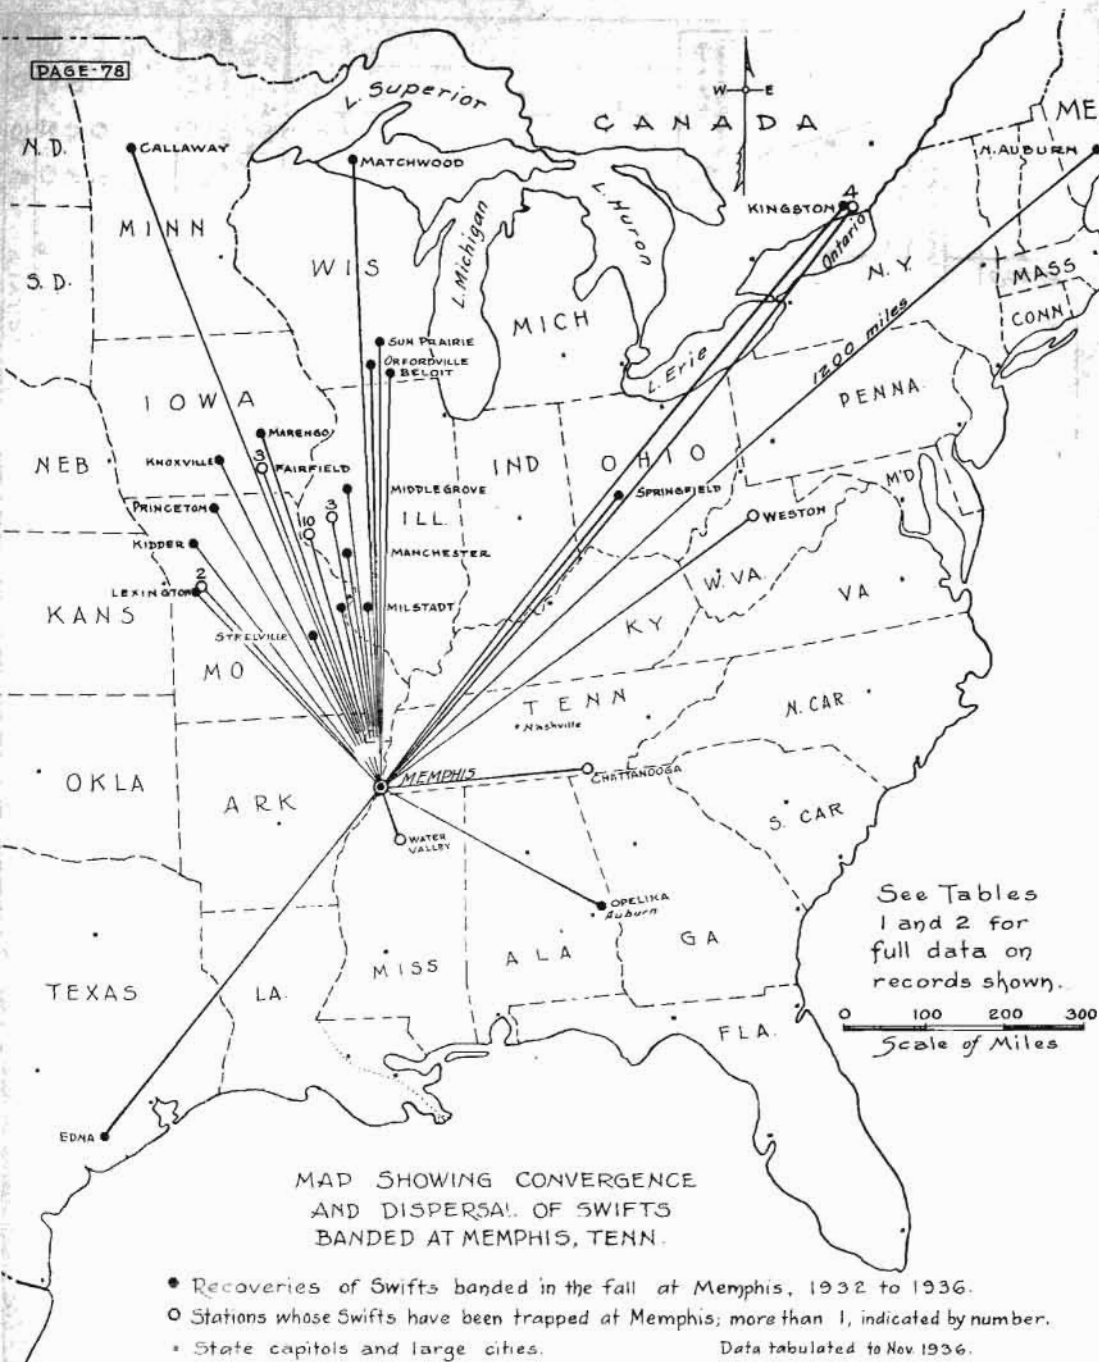 PAGE-78
L. Superior
W E
CANADA
ME
N.D.
CALLAWAY
MATCHWOOD
N. AUBURN
KINGSTON
4
MINN
L. Michigan
L. Huron
Ontario
N.Y.
MASS
S. D.
WIS
CONN
MICH
SUN PRAIRIE
ORFORDVILLE
BELOIT
L. Erie
1200 miles
PENNA.
IOWA
MARENGO
KNOXVILLE
3
FAIRFIELD
NEB
IND
OHIO
M'D
MIDDLEGROVE
SPRINGFIELD
PRINCETOM
10
3
ILL.
WESTON
KIDDER
MANCHESTER
2
LEXINGTON
W. VA.
VA
KANS
MILSTADT
KY
STEELVILLE
MO
TENN
N. CAR.
Nashville
OKLA
MEMPHIS
CHATTANOOGA
ARK
S. CAR
WATER
VALLEY
OPELIKA
Auburn
See Tables
1 and 2 for
full data on
records shown.
GA
ALA
MISS
TEXAS
LA.
FLA.
0 100 200 300
Scale of Miles
EDNA
MAP SHOWING CONVERGENCE
AND DISPERSAL OF SWIFTS
BANDED AT MEMPHIS, TENN.
Recoveries of Swifts banded in the fall at Memphis, 1932 to 1936.
Stations whose Swifts have been trapped at Memphis; more than 1, indicated by number.
State capitols and large cities.
Data tabulated to Nov. 1936.